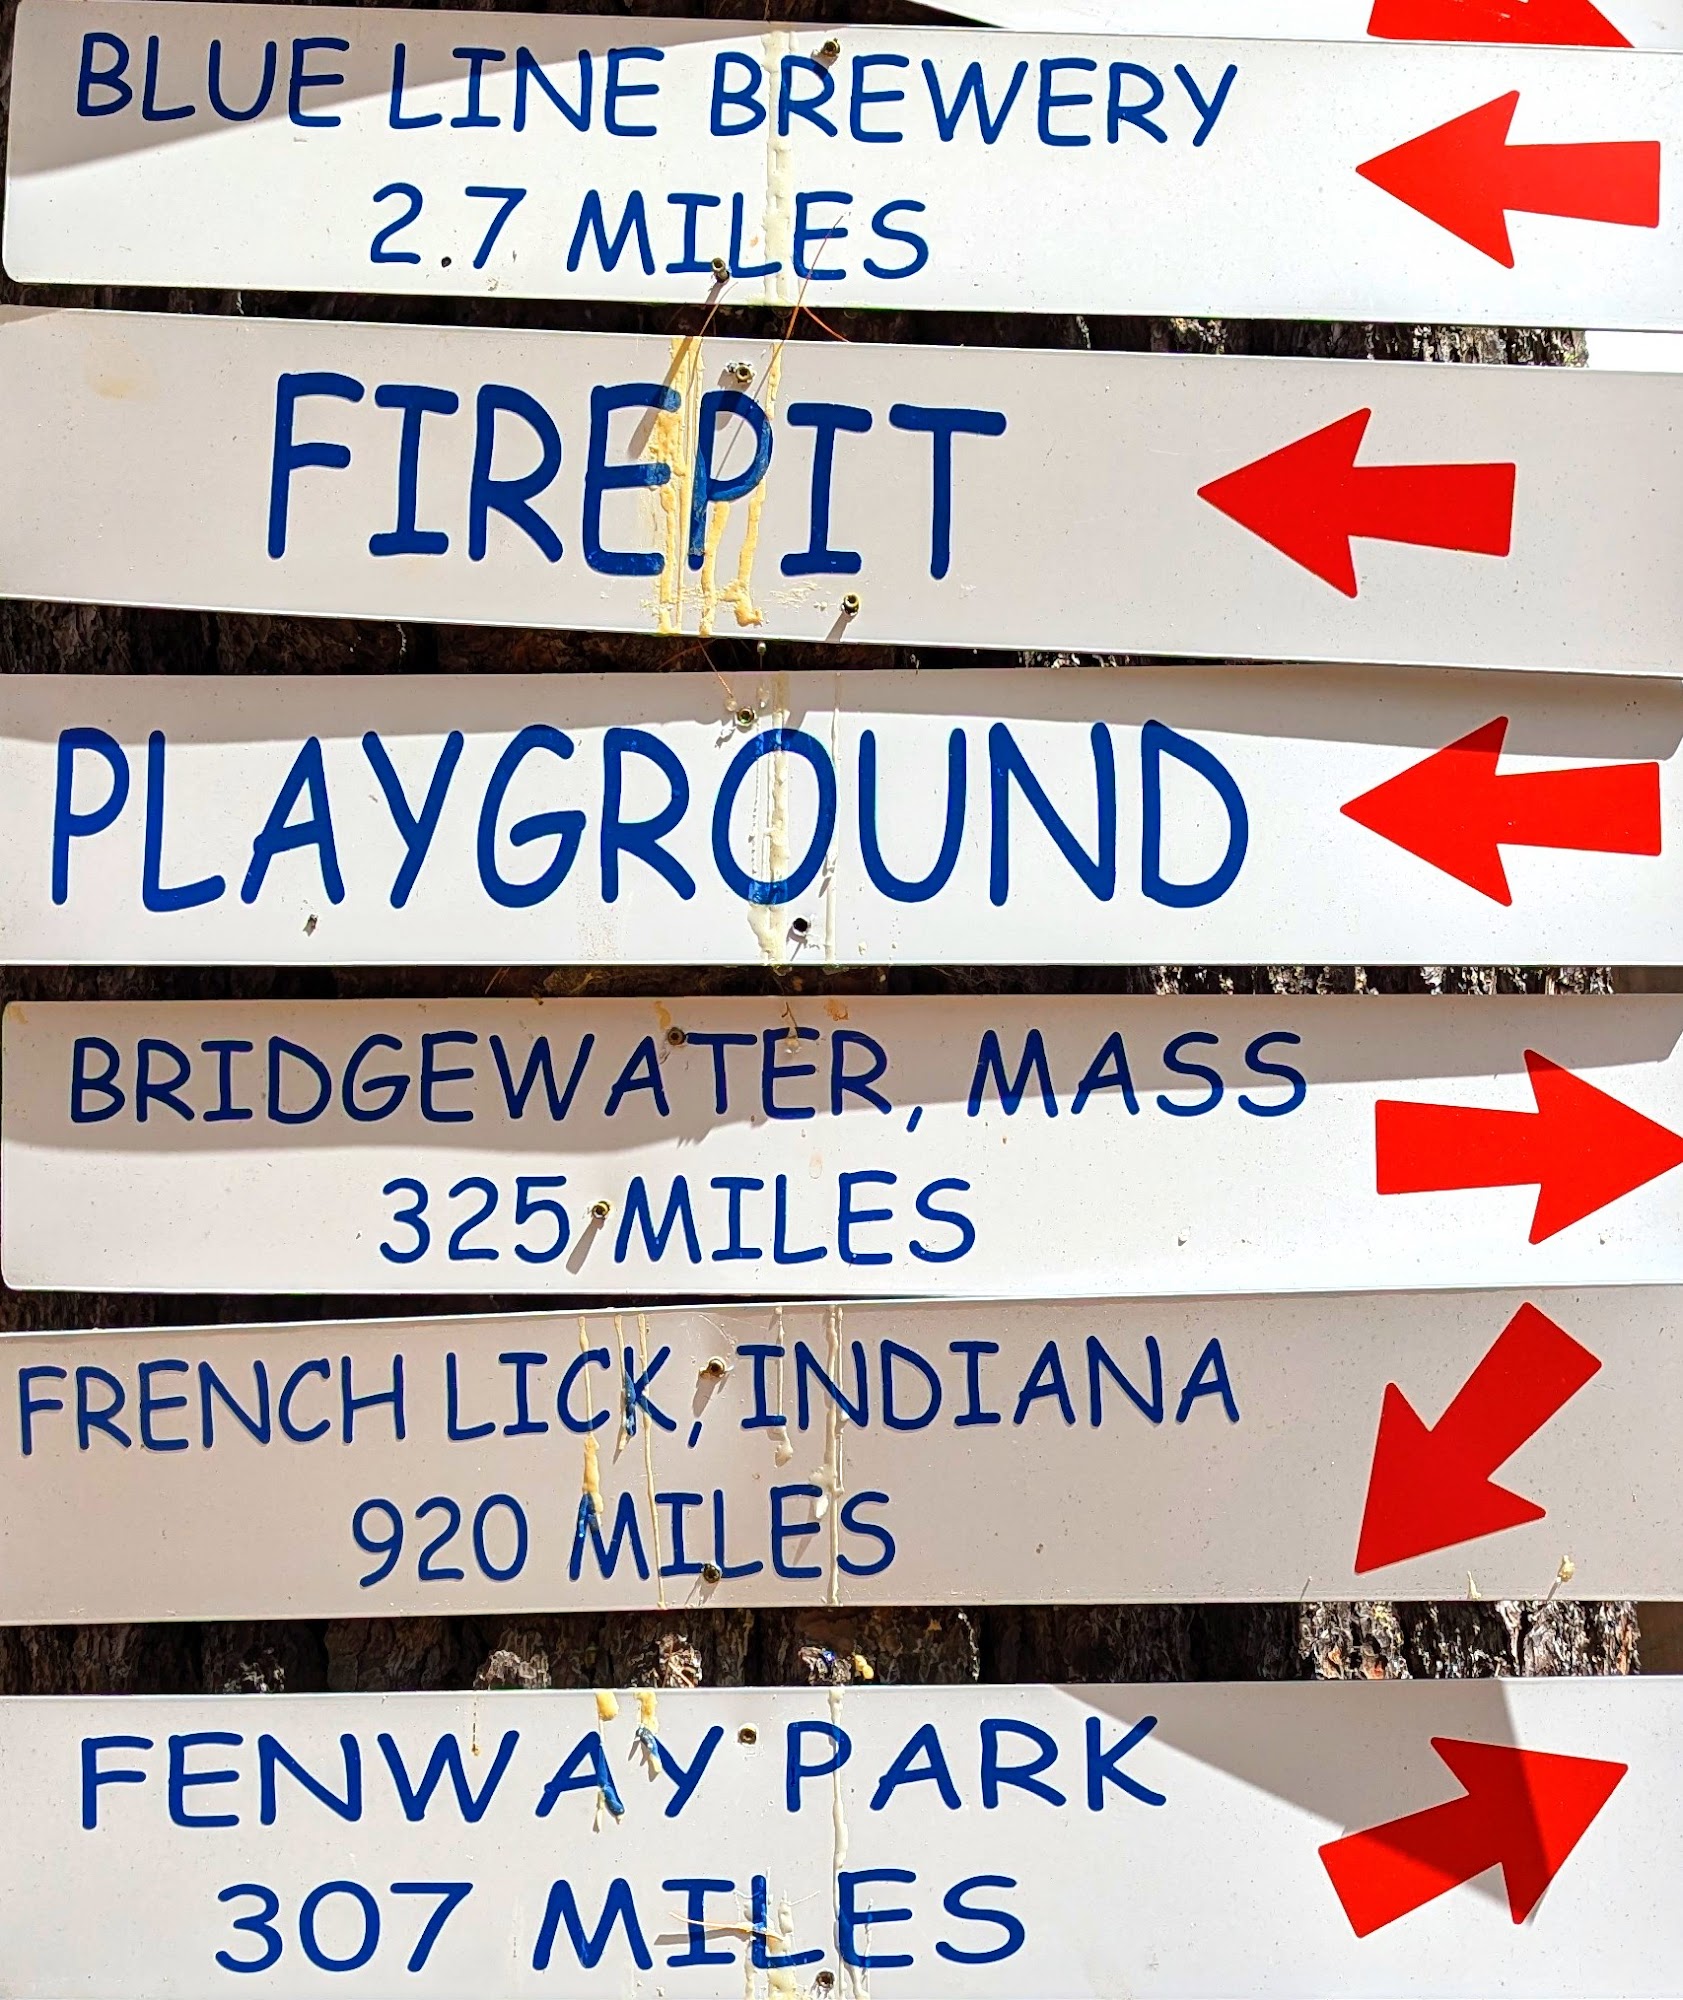 BLUE LINE BREWERY
2.7 MILES
FIREPIT
PLAYGROUND
BRIDGEWATER, MASS
325 MILES
FRENCH LICK, INDIANA
920 MILES
FENWAY PARK
307 MILES